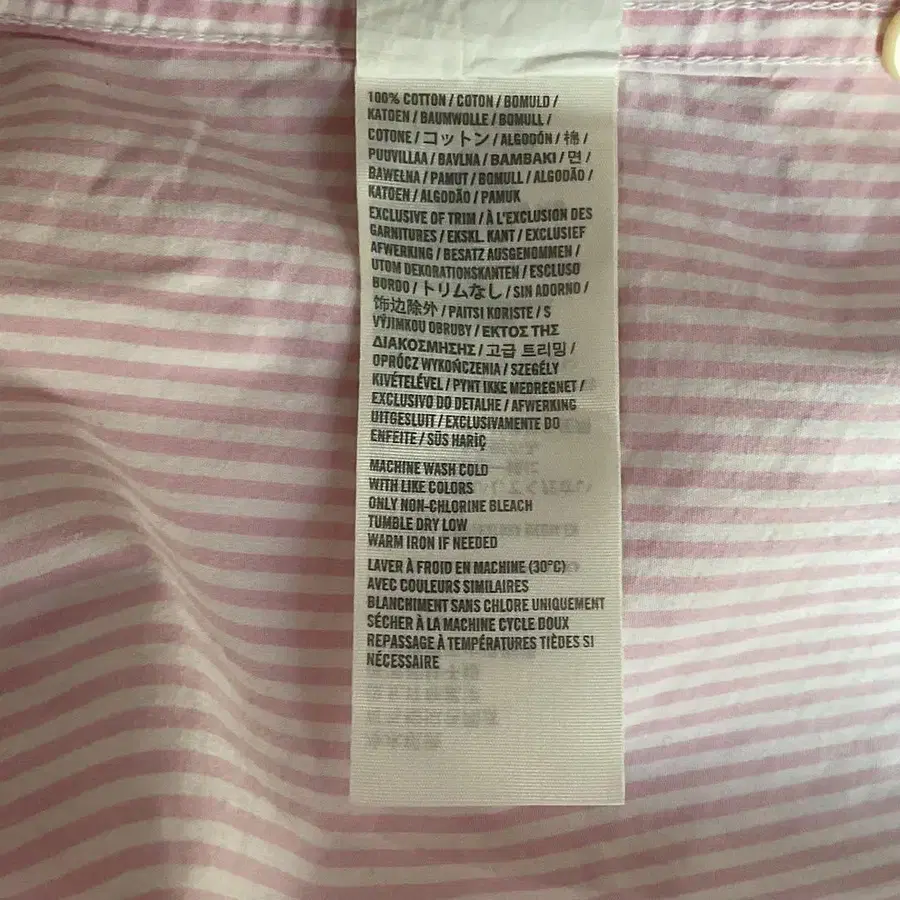 100% COTTON / COTON / BOMULD /
KATOEN / BAUMWOLLE / BOMULL /
COTONE / コットン / ALGODÓN / 棉 /
PUUVILLAA / BAVLNA / BAMBAKI / 면 /
BAWEŁNA / PAMUT / BOMULL / ALGODÃO /
KATOEN / ALGODÃO / PAMUK
EXCLUSIVE OF TRIM / À L'EXCLUSION DES
GARNITURES / EKSKL. KANT / EXCLUSIEF
AFWERKING / BESATZ AUSGENOMMEN /
UTOM DEKORATIONSKANTEN / ESCLUSO
BORDO / トリムなし / SIN ADORNO /
饰边除外 / PAITSI KORISTE / S
VÝJIMKOU OBRUBY / ΕΚΤΟΣ ΤΗΣ
ΔΙΑΚΟΣΜΗΣΗΣ / 고급 트리밍 /
OPRÓCZ WYKOŃCZENIA / SZEGÉLY
KIVÉTELÉVEL / PYNT IKKE MEDREGNET /
EXCLUSIVO DO DETALHE / AFWERKING
UITGESLUIT / EXCLUSIVAMENTE DO
ENFEITE / SÜS HARİÇ
MACHINE WASH COLD
WITH LIKE COLORS
ONLY NON-CHLORINE BLEACH
TUMBLE DRY LOW
WARM IRON IF NEEDED
LAVER À FROID EN MACHINE (30°C)
AVEC COULEURS SIMILAIRES
BLANCHIMENT SANS CHLORE UNIQUEMENT
SÉCHER À LA MACHINE CYCLE DOUX
REPASSAGE À TEMPÉRATURES TIÈDES SI
NÉCESSAIRE